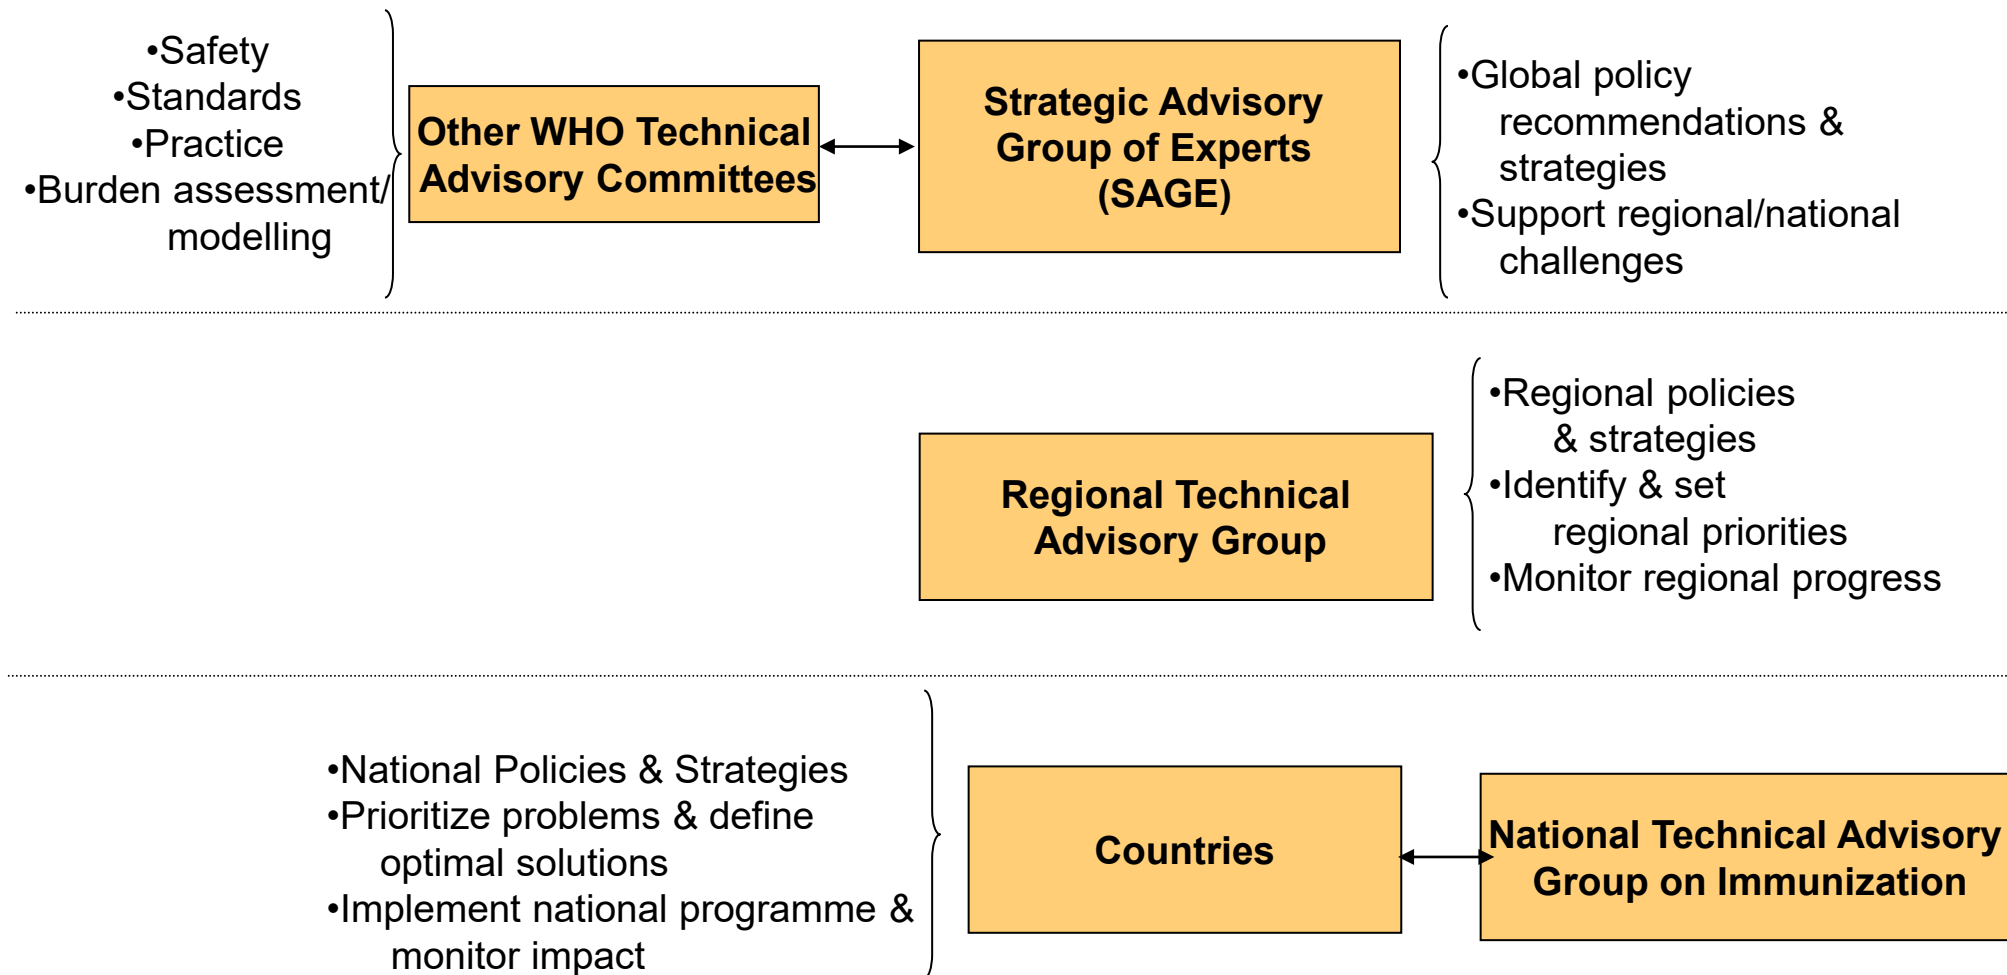 •Safety
•Standards
•Practice
•Burden assessment/
modelling
Other WHO Technical
Advisory Committees
Strategic Advisory
Group of Experts
(SAGE)
•Global policy
recommendations &
strategies
•Support regional/national
challenges
Regional Technical
Advisory Group
•Regional policies
& strategies
•Identify & set
regional priorities
•Monitor regional progress
•National Policies & Strategies
•Prioritize problems & define
optimal solutions
•Implement national programme &
monitor impact
Countries
National Technical Advisory
Group on Immunization